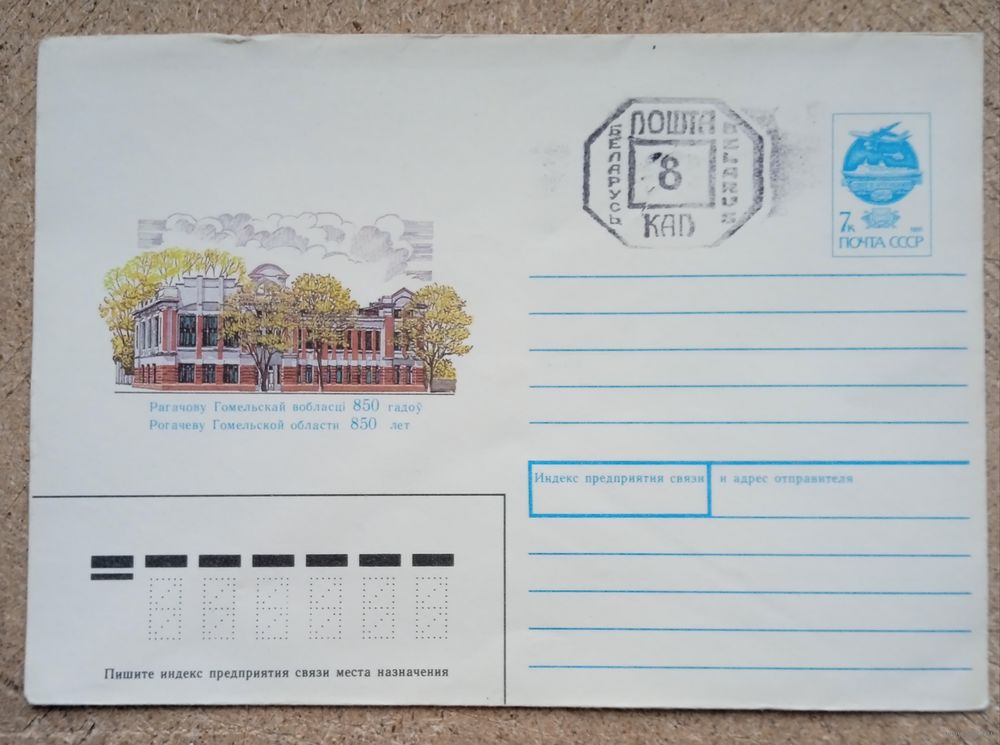 ПОШТА
БЕЛАРУСЬ
8
BELARUS
КАП
7к
ПОЧТА СССР
Рагачову Гомельскай вобласці 850 гадоў
Рогачеву Гомельской области 850 лет
Индекс предприятия связи и адрес отправителя
Пишите индекс предприятия связи места назначения